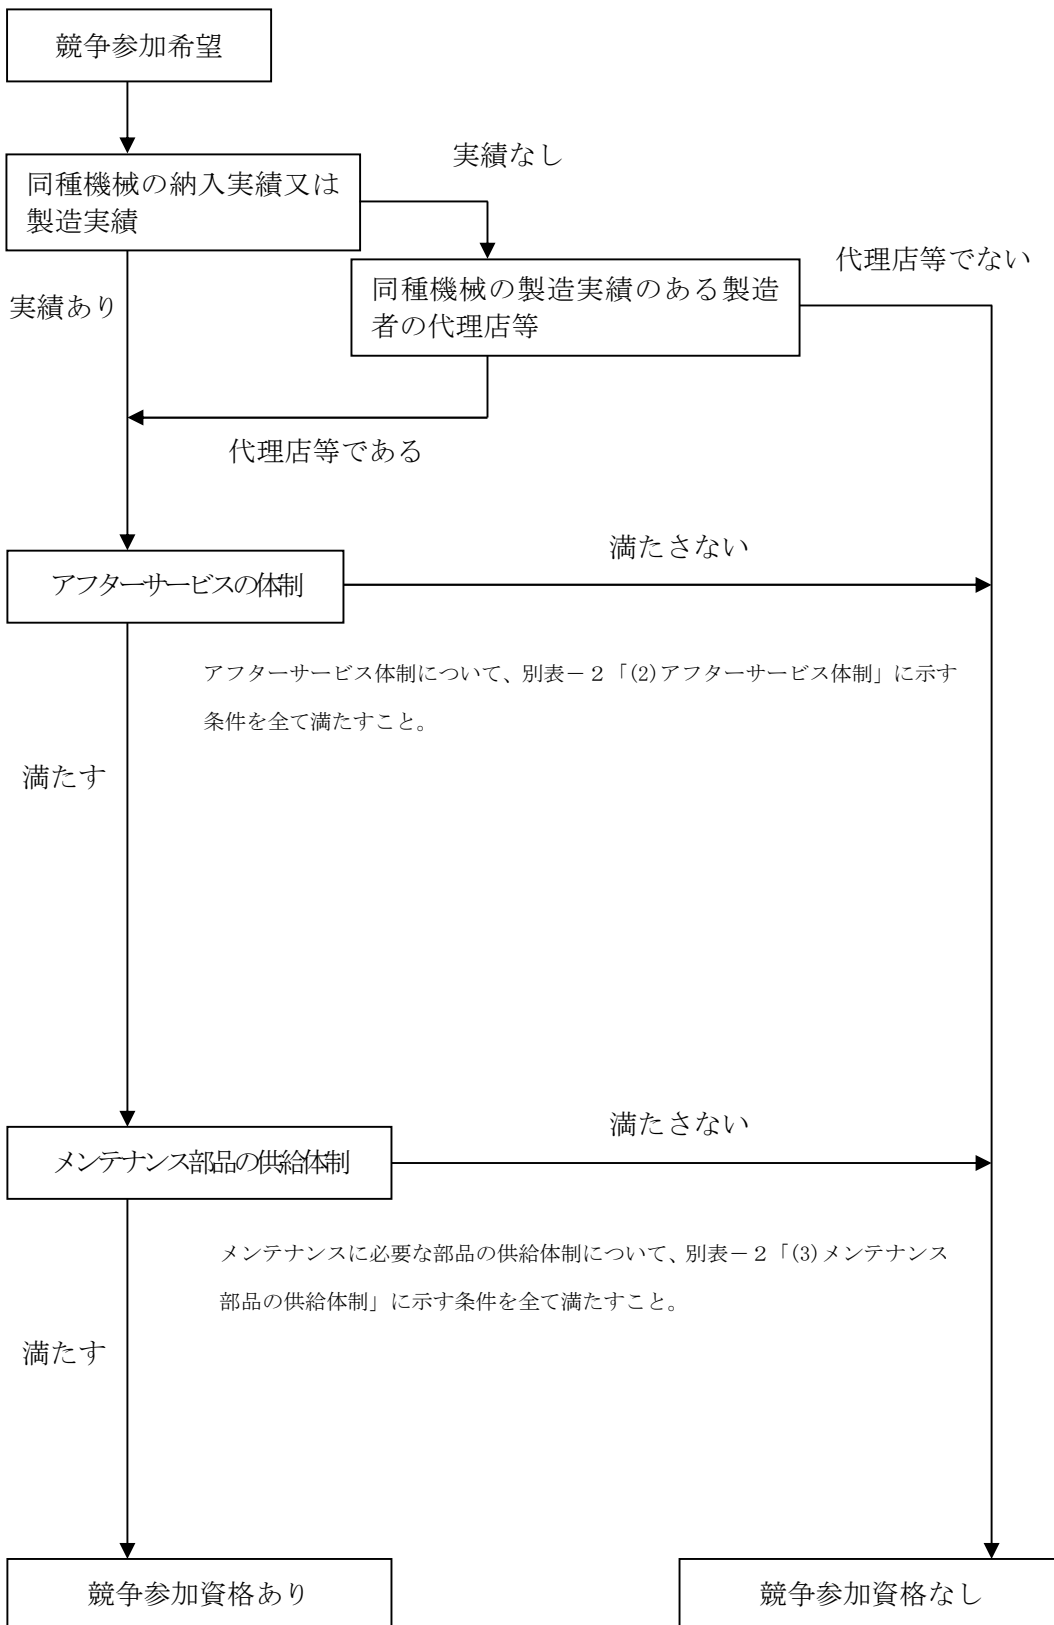 競争参加希望
実績なし
同種機械の納入実績又は
製造実績
代理店等でない
同種機械の製造実績のある製造
者の代理店等
実績あり
代理店等である
満たさない
アフターサービスの体制
アフターサービス体制について、別表－２「(2)アフターサービス体制」に示す
条件を全て満たすこと。
満たす
満たさない
メンテナンス部品の供給体制
メンテナンスに必要な部品の供給体制について、別表－２「(3)メンテナンス
部品の供給体制」に示す条件を全て満たすこと。
満たす
競争参加資格あり
競争参加資格なし